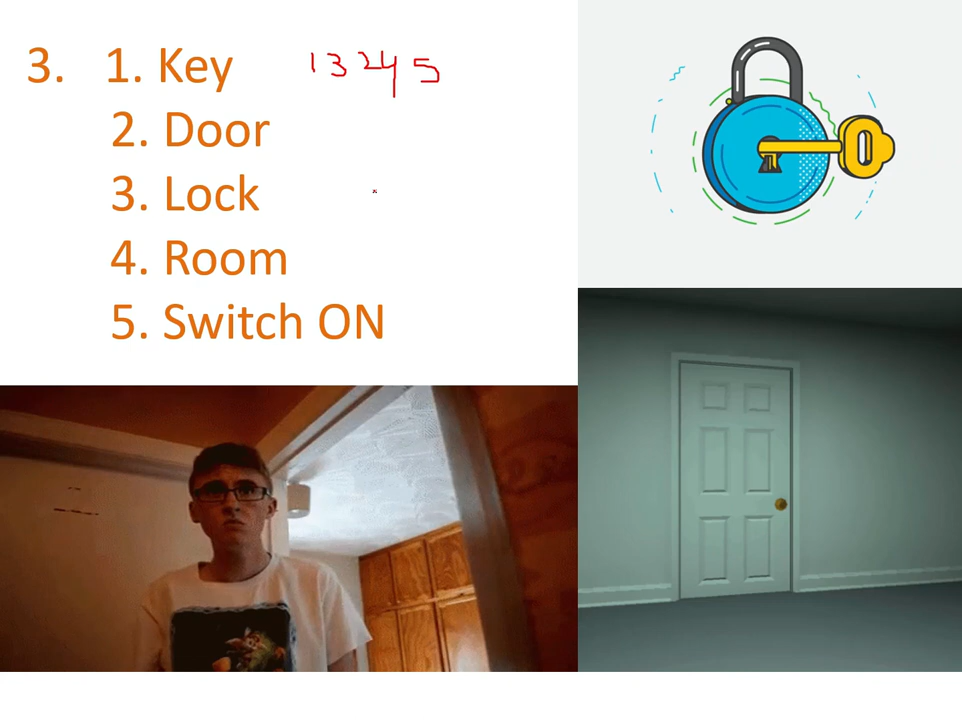 3. 1. Key 13245
2. Door
3. Lock
4. Room
5. Switch ON